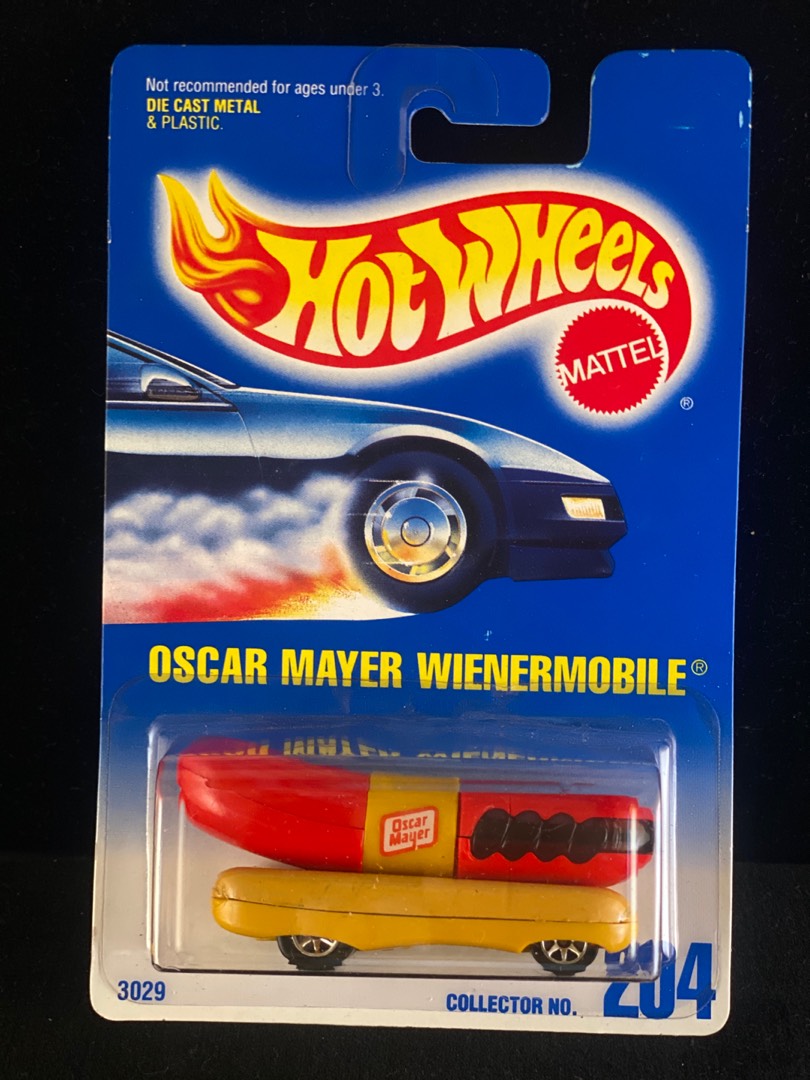 Not recommended for ages under 3.
DIE CAST METAL
& PLASTIC.
HOT WHEELS
MATTEL
®
OSCAR MAYER WIENERMOBILE®
Oscar
Mayer
3029
COLLECTOR NO. 204